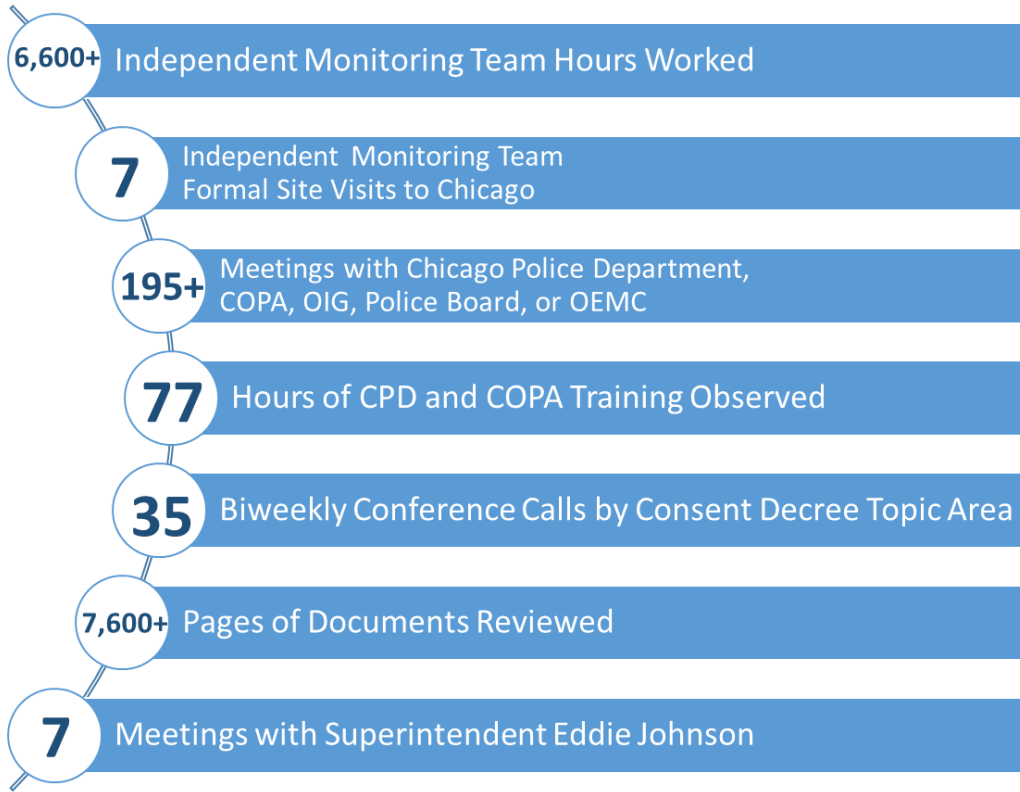 6,600+ Independent Monitoring Team Hours Worked
7 Independent Monitoring Team
Formal Site Visits to Chicago
195+ Meetings with Chicago Police Department,
COPA, OIG, Police Board, or OEMC
77 Hours of CPD and COPA Training Observed
35 Biweekly Conference Calls by Consent Decree Topic Area
7,600+ Pages of Documents Reviewed
7 Meetings with Superintendent Eddie Johnson